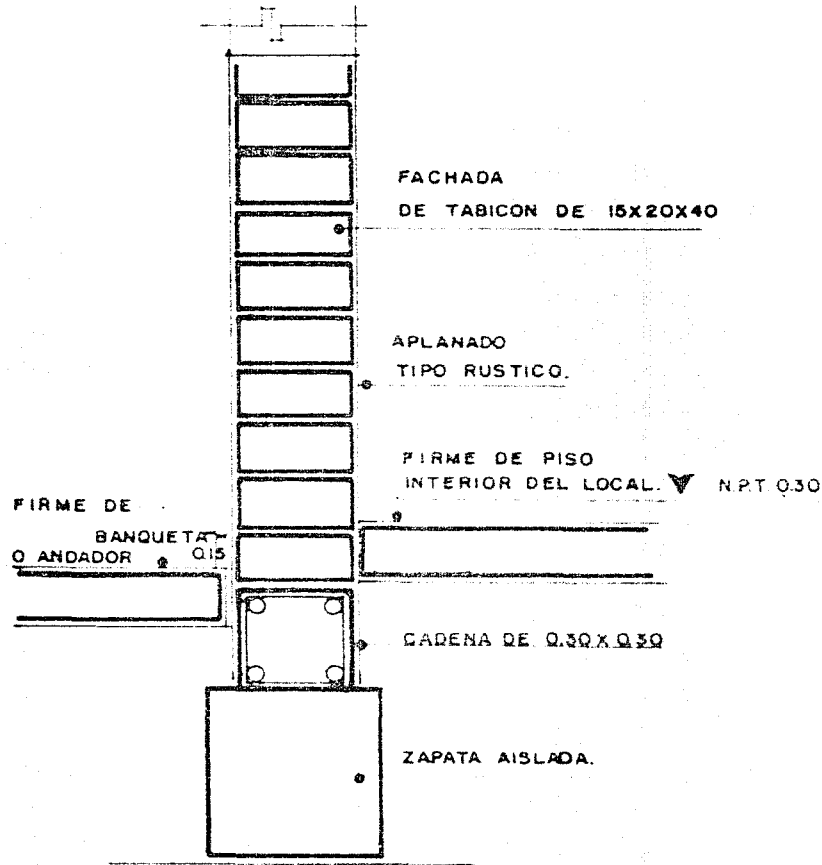 FACHADA
DE TABICON DE 15X20X40
APLANADO
TIPO RUSTICO.
FIRME DE PISO
INTERIOR DEL LOCAL. N.P.T. 0.30
FIRME DE
BANQUETA
O ANDADOR
0.15
CADENA DE 0.30 X 0.30
ZAPATA AISLADA.